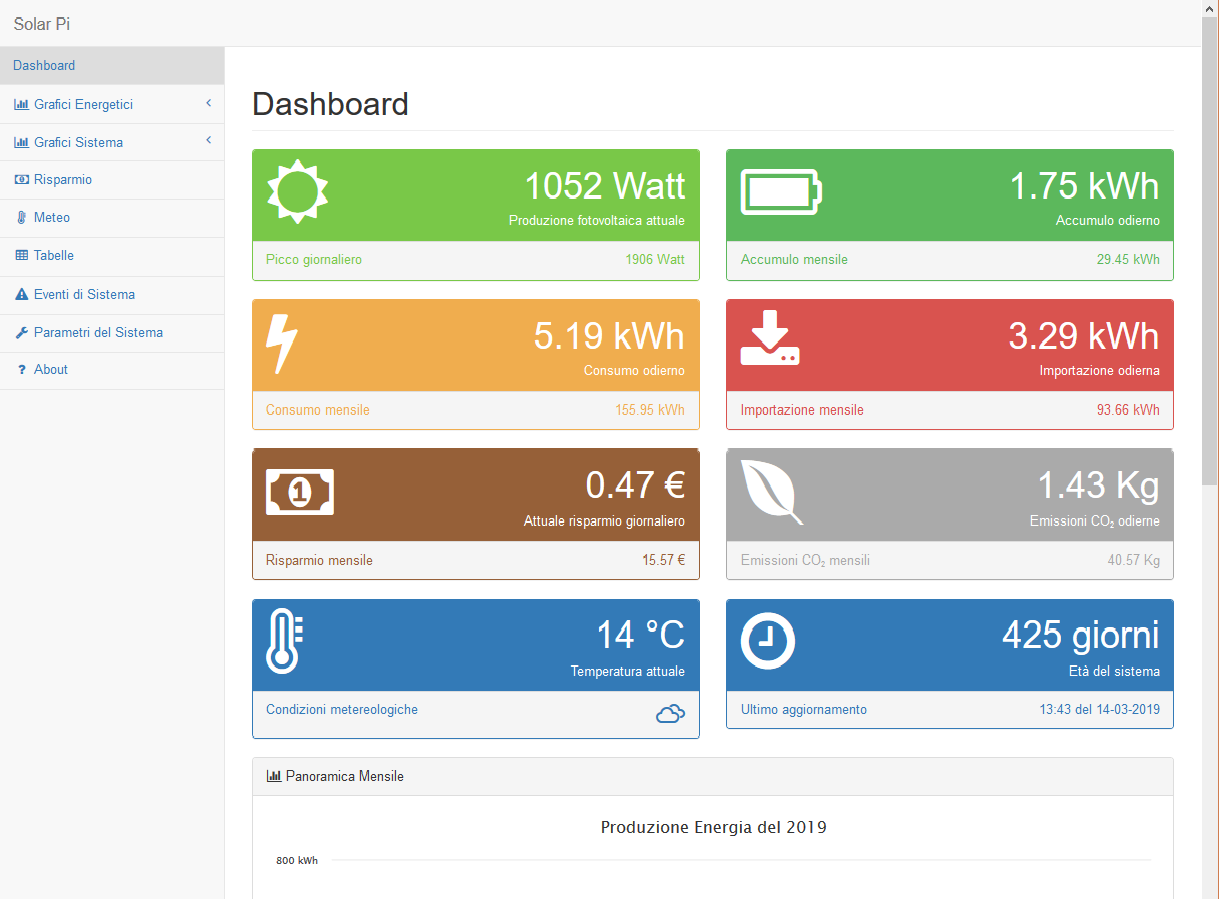 Solar Pi
Dashboard
Grafici Energetici
Grafici Sistema
Risparmio
Meteo
Tabelle
Eventi di Sistema
Parametri del Sistema
? About
Dashboard
1052 Watt
Produzione fotovoltaica attuale
Picco giornaliero 1906 Watt
1.75 kWh
Accumulo odierno
Accumulo mensile 29.45 kWh
5.19 kWh
Consumo odierno
Consumo mensile 155.95 kWh
3.29 kWh
Importazione odierna
Importazione mensile 93.66 kWh
1
0.47 €
Attuale risparmio giornaliero
Risparmio mensile 15.57 €
1.43 Kg
Emissioni CO₂ odierne
Emissioni CO₂ mensili 40.57 Kg
14 °C
Temperatura attuale
Condizioni metereologiche
425 giorni
Età del sistema
Ultimo aggiornamento 13:43 del 14-03-2019
Panoramica Mensile
Produzione Energia del 2019
800 kWh